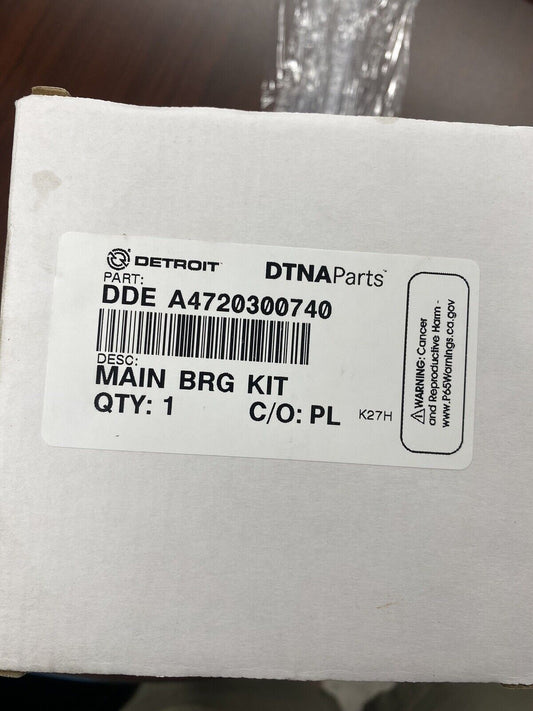 DETROIT
DTNAParts™
PART:
DDE A4720300740
DESC:
MAIN BRG KIT
QTY: 1 C/O: PL K27H
⚠WARNING: Cancer
and Reproductive Harm -
www.P65Warnings.ca.gov